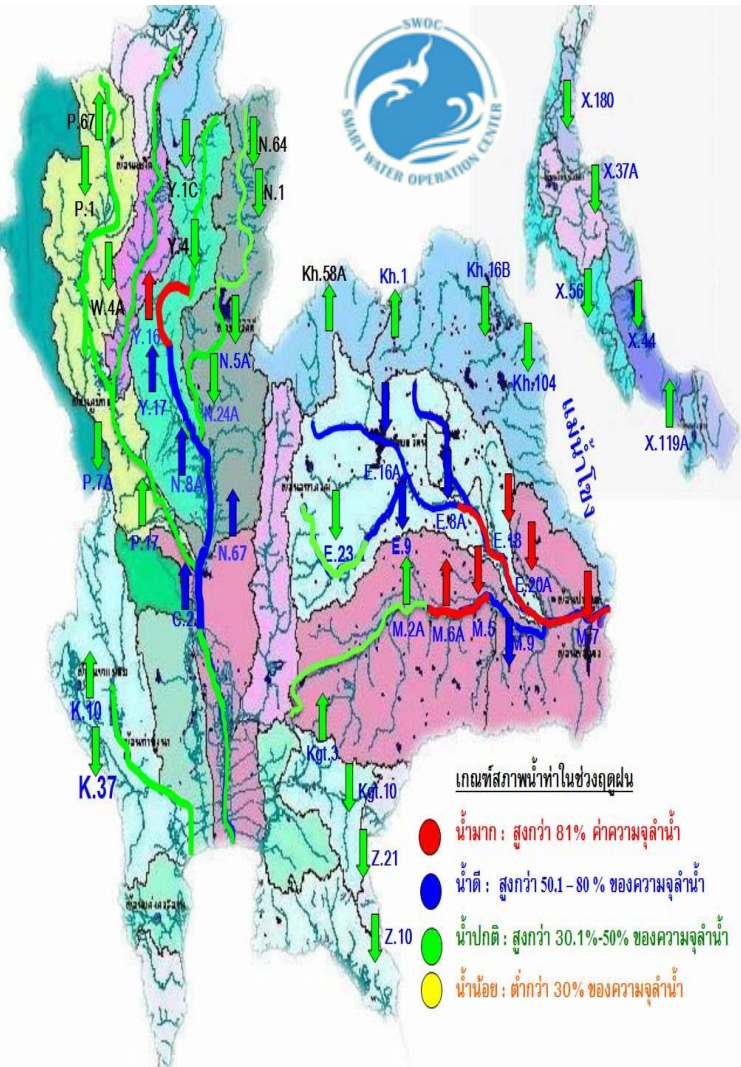 SWOC
SMART WATER OPERATION CENTER
P.67
P.1
W.4A
Y.1C
Y.4
N.64
N.1
Y.16
Y.17
N.5A
N.24A
N.8A
P.7A
P.17
N.67
C.2
K.10
K.37
Kh.58A
Kh.1
Kh.16B
Kh.104
แม่น้ำโขง
X.180
X.37A
X.56
X.44
X.119A
E.16A
E.8A
E.23
E.9
E.18
E.20A
M.2A
M.6A
M.5
M.9
M.7
Kgt.3
Kgt.10
Z.21
Z.10
เกณฑ์สภาพน้ำท่าในช่วงฤดูฝน
น้ำมาก : สูงกว่า 81% ค่าความจุลำน้ำ
น้ำดี : สูงกว่า 50.1 – 80 % ของความจุลำน้ำ
น้ำปกติ : สูงกว่า 30.1%-50% ของความจุลำน้ำ
น้ำน้อย : ต่ำกว่า 30% ของความจุลำน้ำ